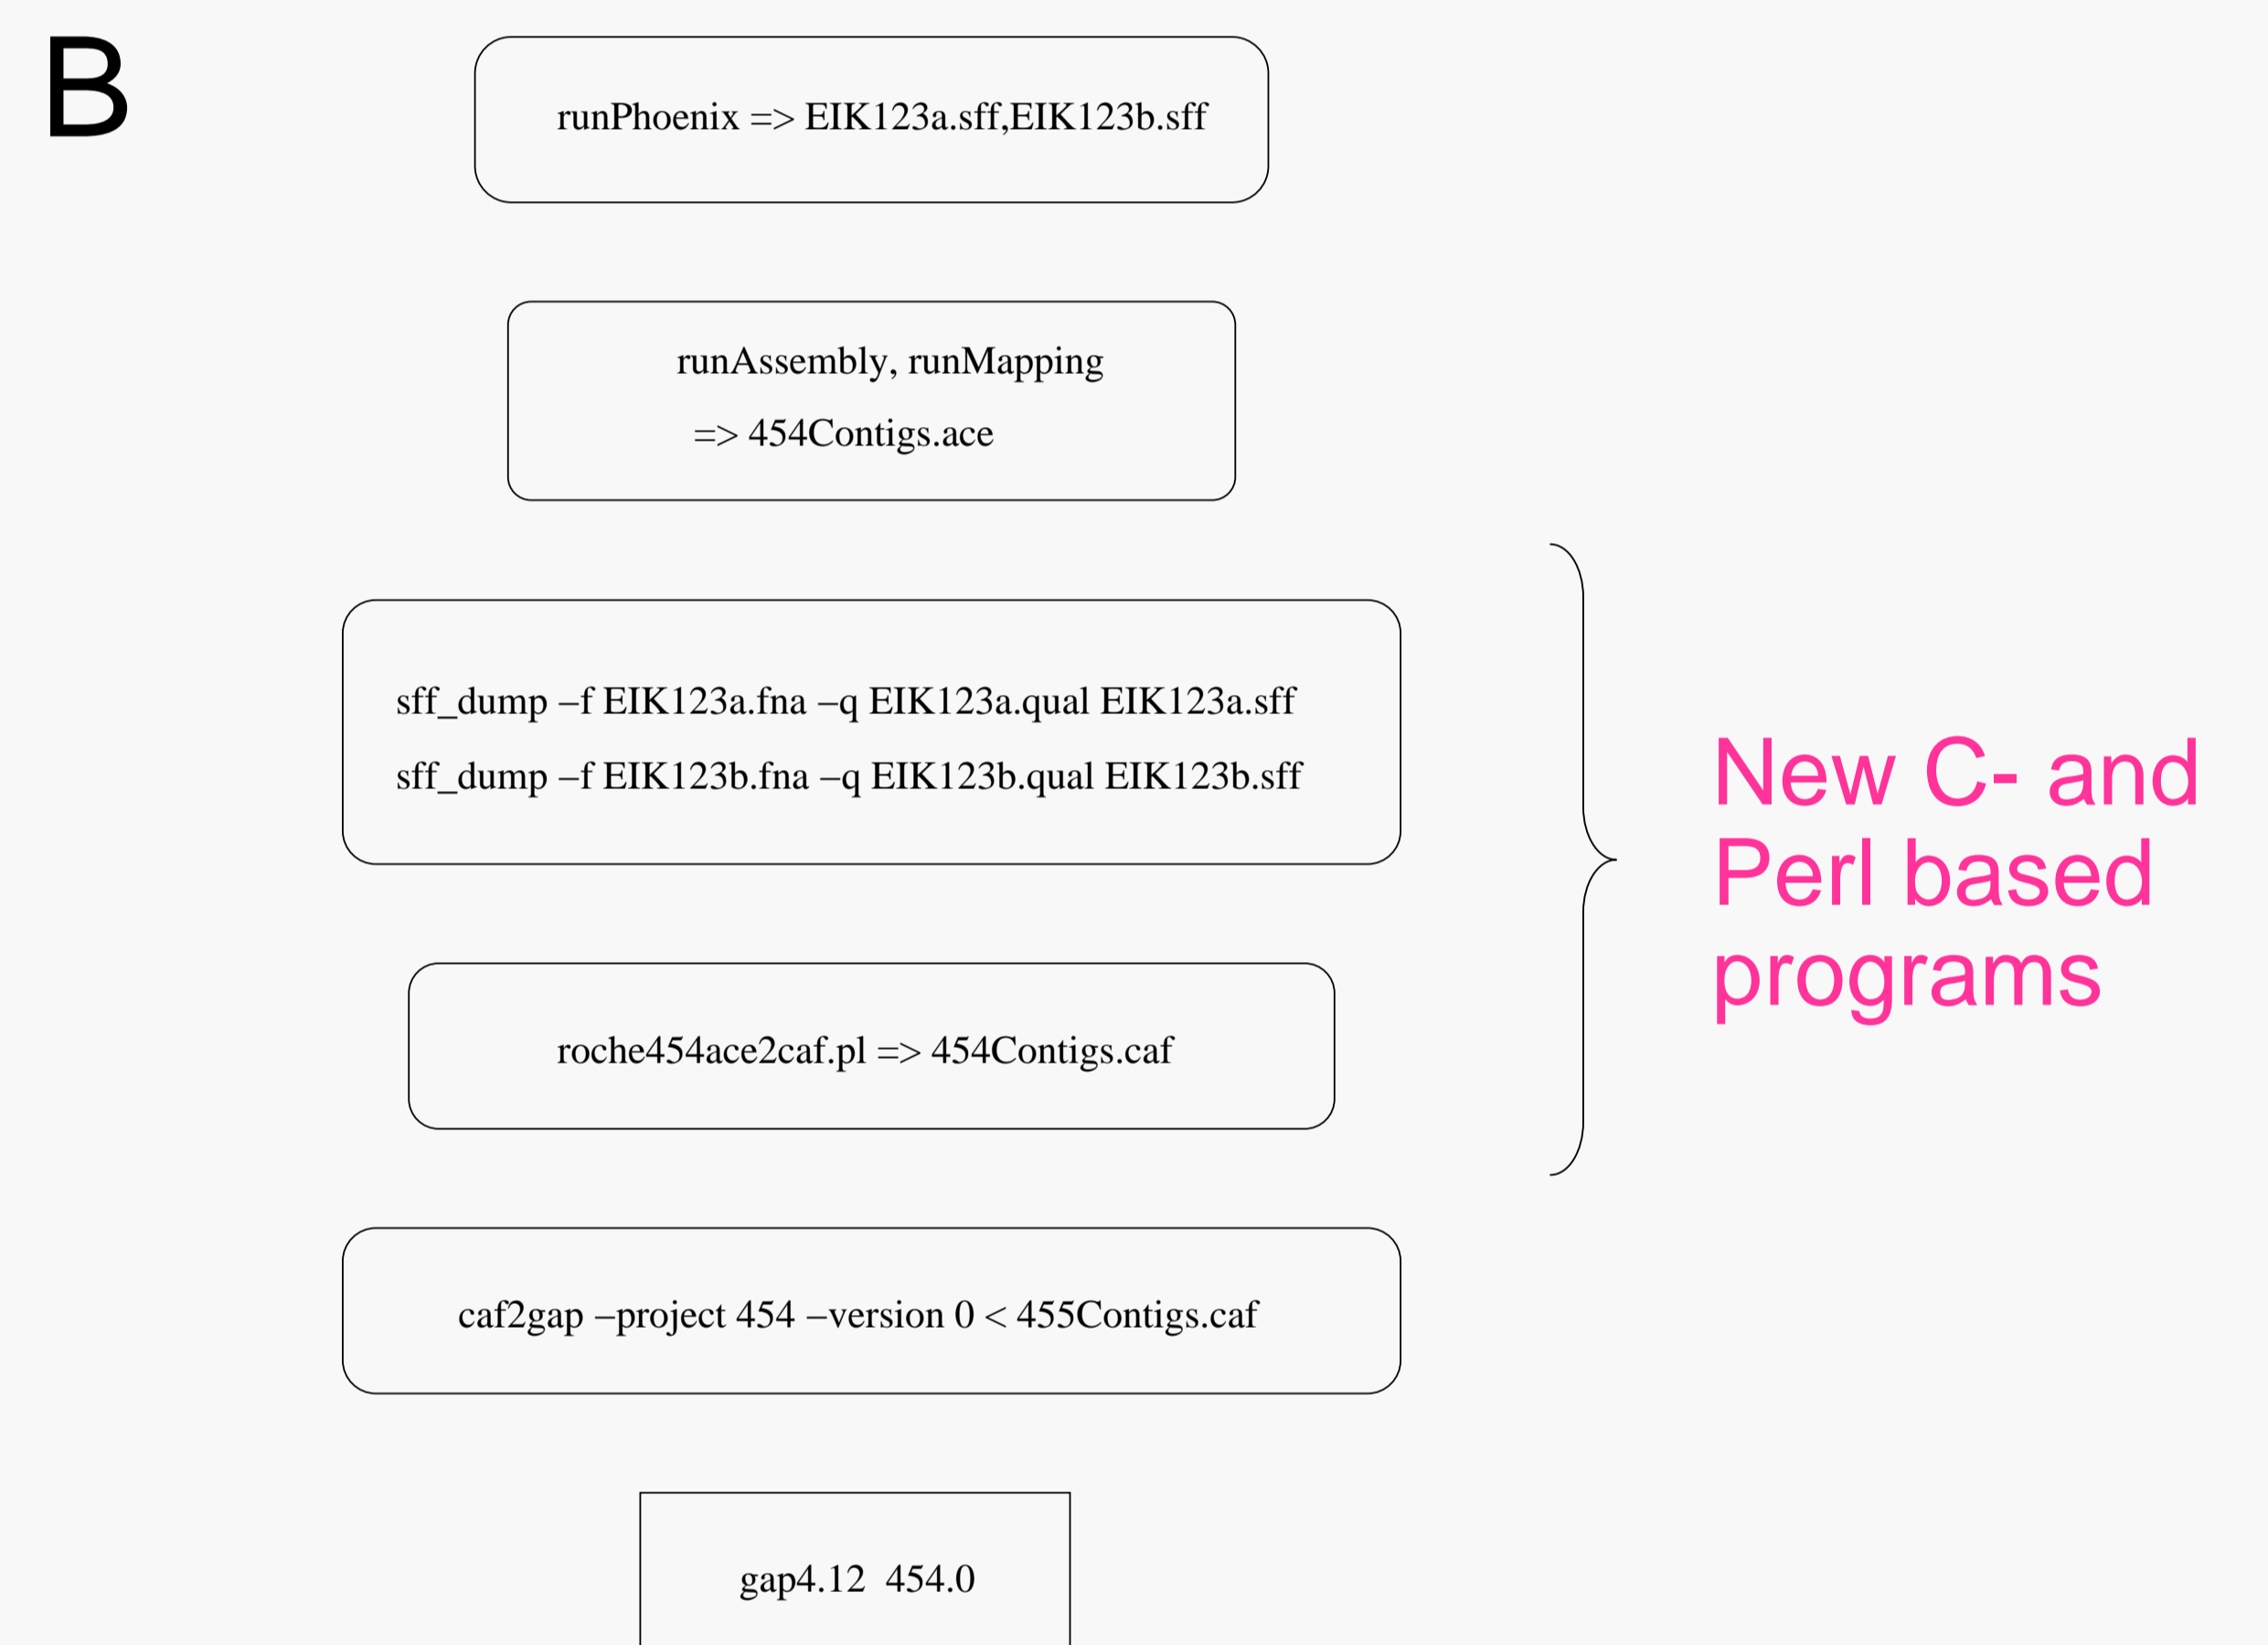 B
runPhoenix => EIK123a.sff,EIK123b.sff
runAssembly, runMapping
=> 454Contigs.ace
sff_dump –f EIK123a.fna –q EIK123a.qual EIK123a.sff
sff_dump –f EIK123b.fna –q EIK123b.qual EIK123b.sff
New C- and
Perl based
programs
roche454ace2caf.pl => 454Contigs.caf
caf2gap –project 454 –version 0 < 455Contigs.caf
gap4.12  454.0